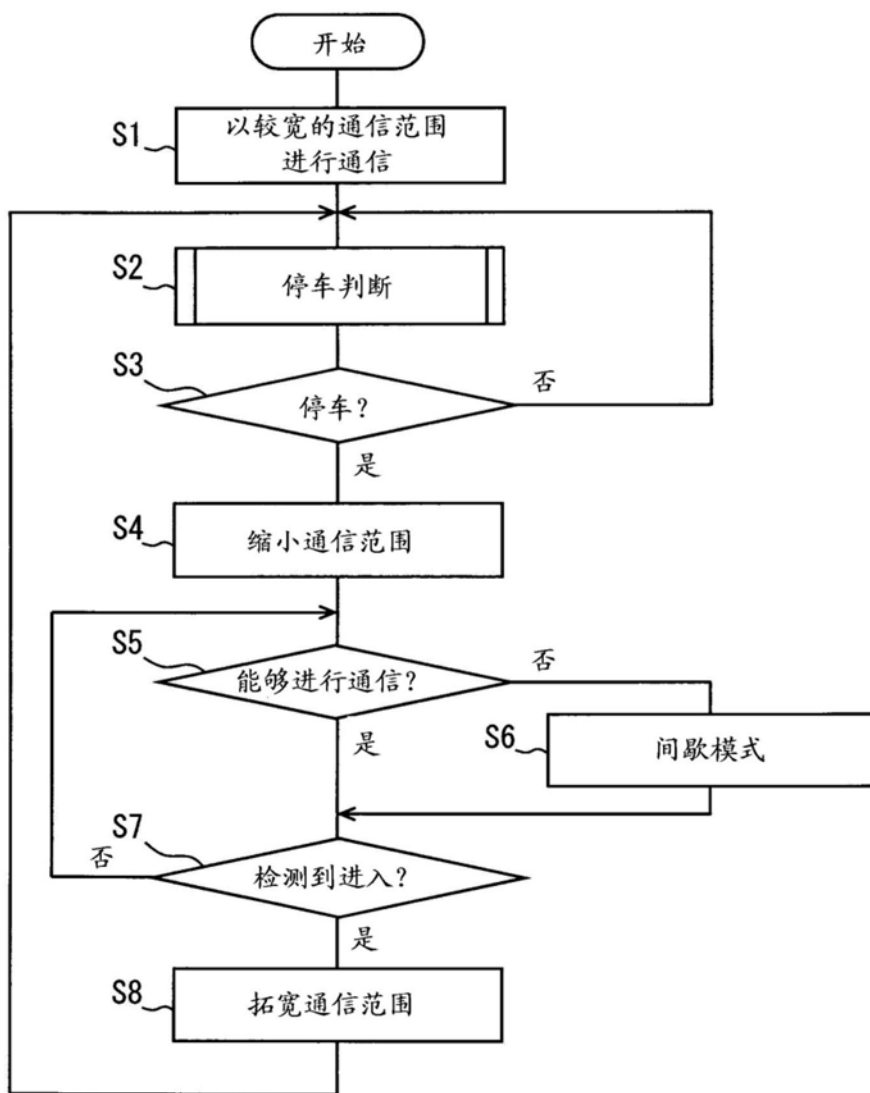 开始
S1
以较宽的通信范围
进行通信
S2
停车判断
S3
停车?
否
是
S4
缩小通信范围
S5
能够进行通信?
否
是
S6
间歇模式
S7
否
检测到进入?
是
S8
拓宽通信范围